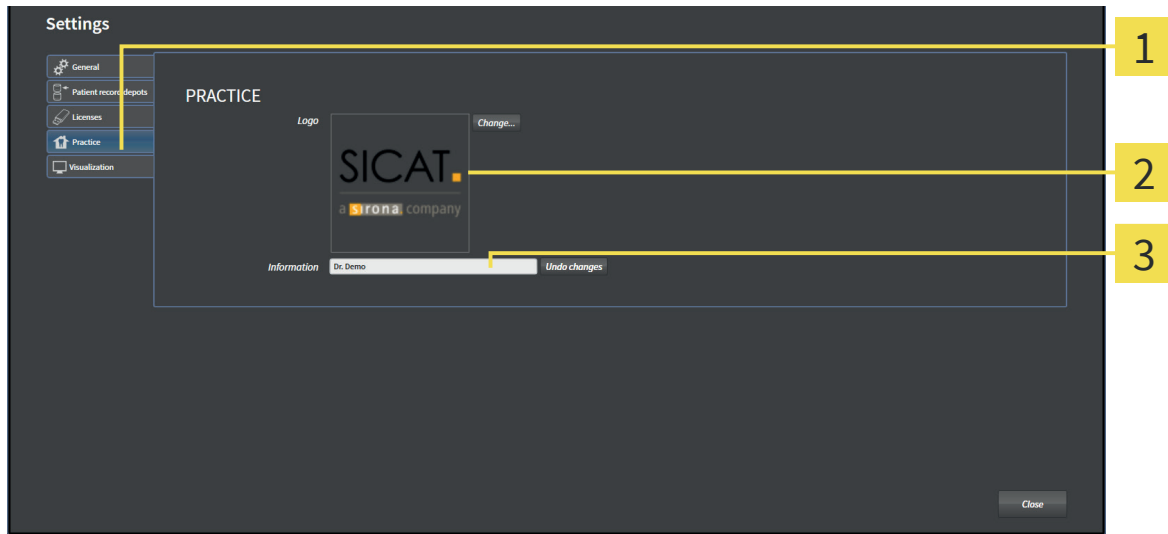 Settings
1
General
Patient record depots
PRACTICE
Licenses
Logo
Change...
Practice
Visualization
SICAT.
2
a sirona. company
3
Information
Dr. Demo
Undo changes
Close